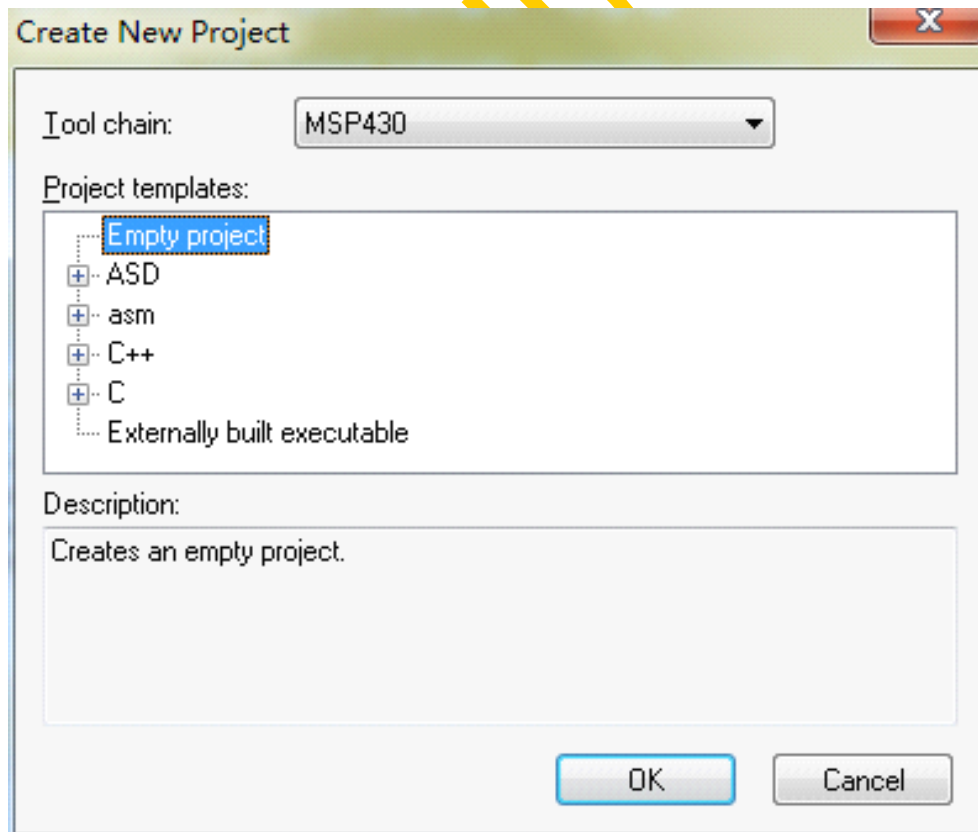 Create New Project
Tool chain: MSP430
Project templates:
Empty project
ASD
asm
C++
C
Externally built executable
Description:
Creates an empty project.
OK Cancel